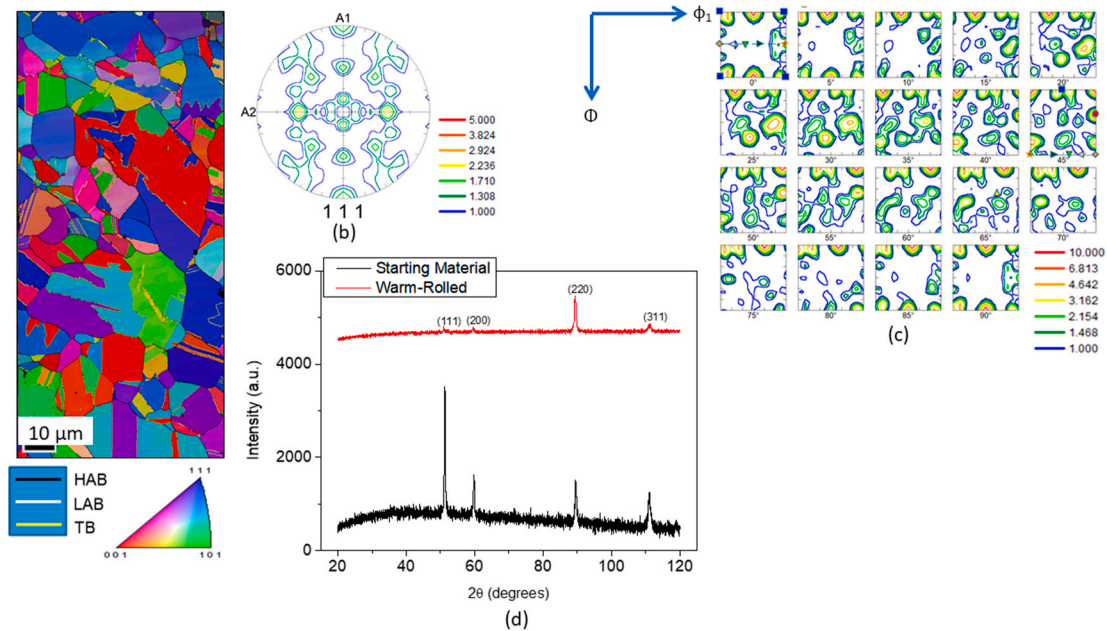 10 μm
HAB
LAB
TB
1 1 1
0 0 1
1 0 1
A1
A2
5.000
3.824
2.924
2.236
1.710
1.308
1.000
1 1 1
(b)
ϕ1
Φ
0°
5°
10°
15°
20°
25°
30°
35°
40°
45°
50°
55°
60°
65°
70°
75°
80°
85°
90°
(c)
10.000
6.813
4.642
3.162
2.154
1.468
1.000
Starting Material
Warm-Rolled
(111)
(200)
(220)
(311)
6000
4000
2000
0
Intensity (a.u.)
20
40
60
80
100
120
2θ (degrees)
(d)